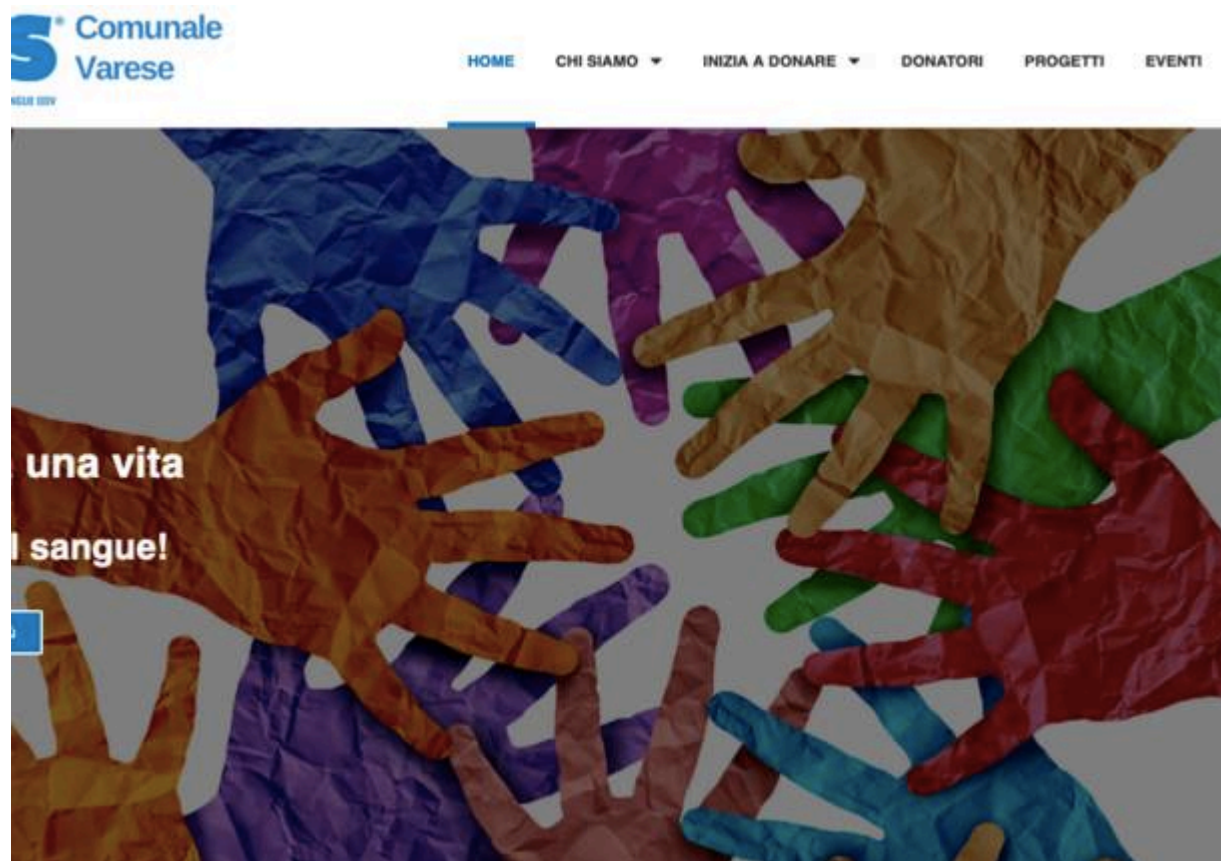 S® Comunale
Varese
HOME CHI SIAMO INIZIA A DONARE DONATORI PROGETTI EVENTI
una vita
l sangue!